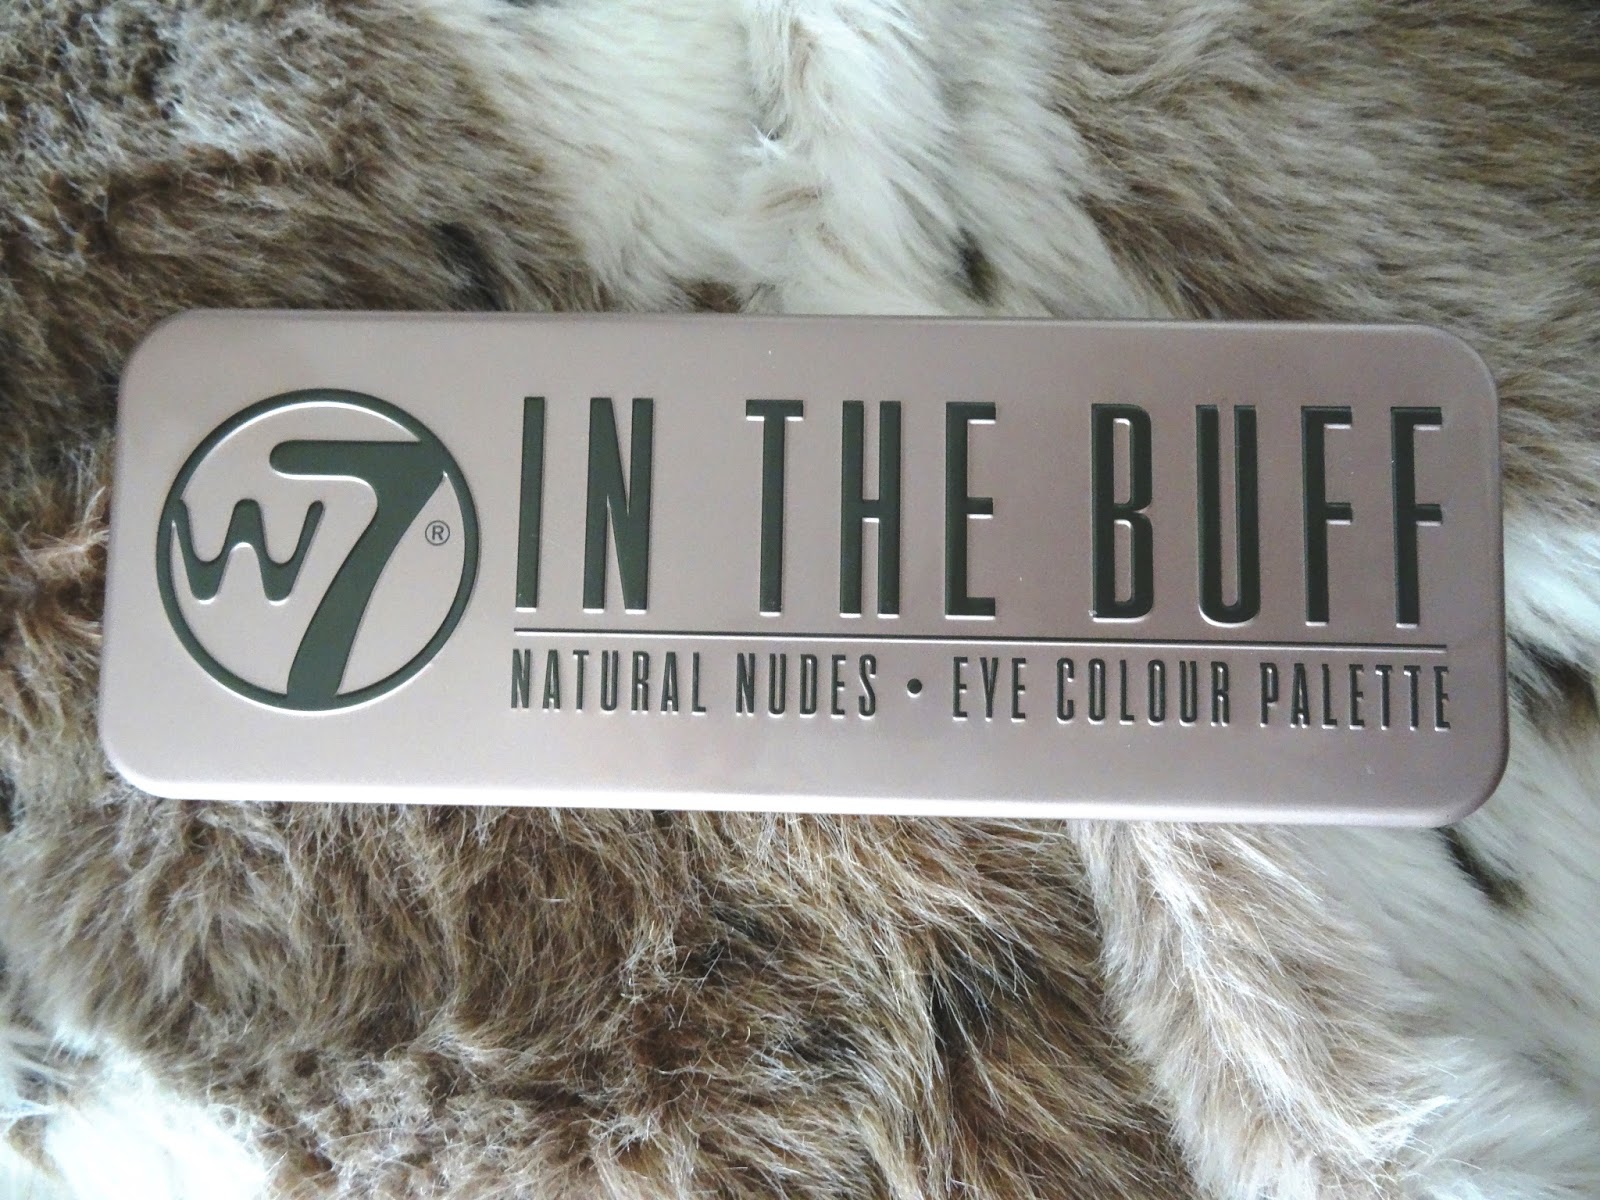 W7®
IN THE BUFF
NATURAL NUDES • EYE COLOUR PALETTE